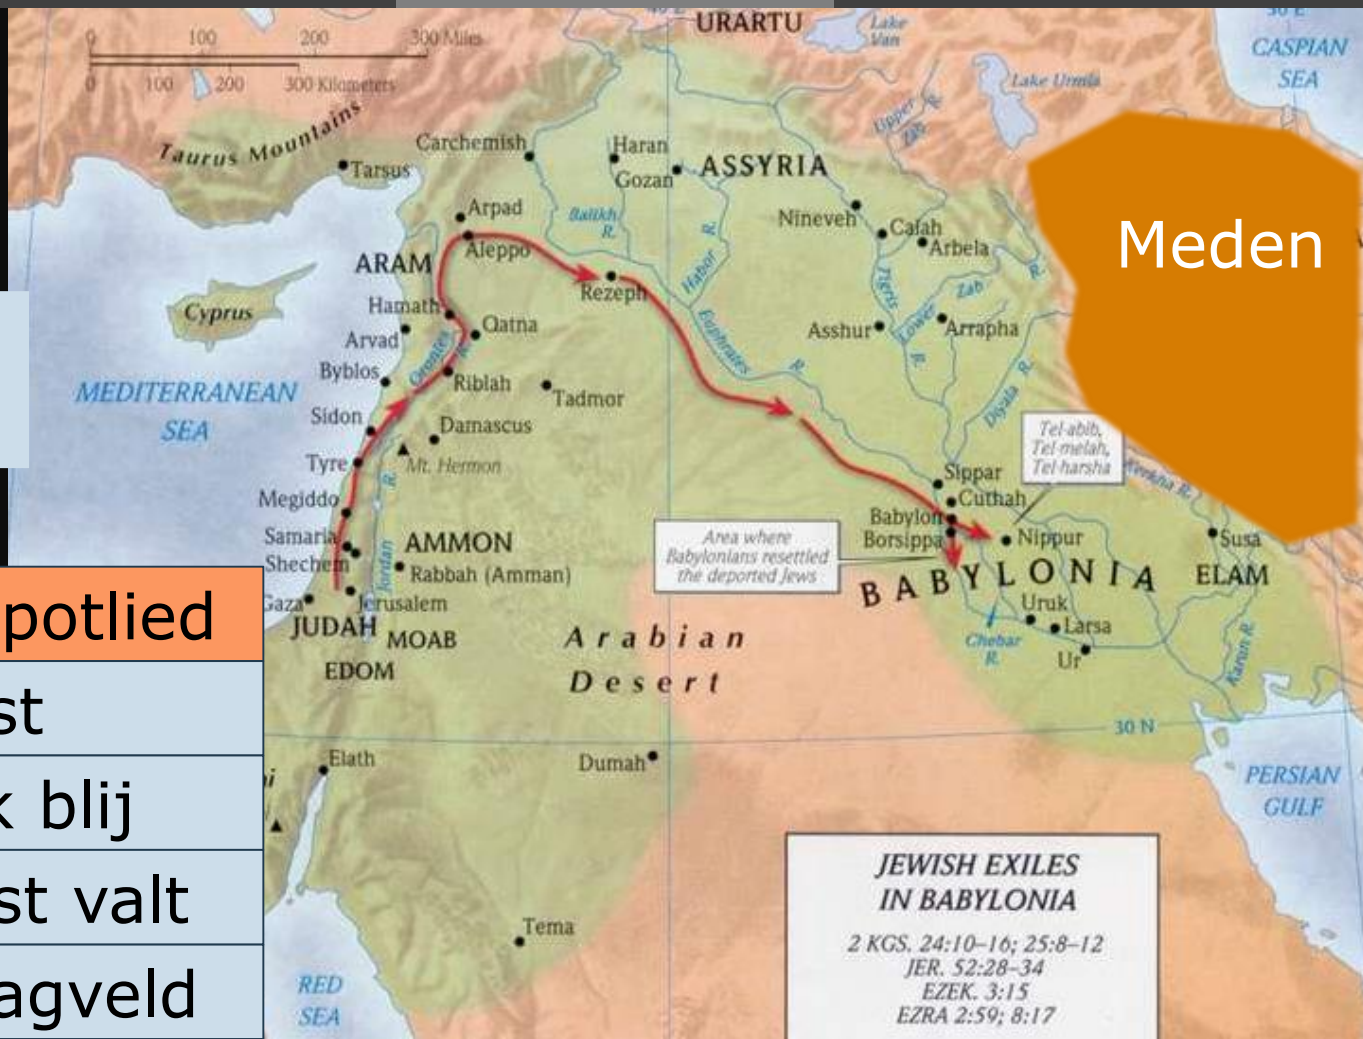 URARTU
Lake
Van
CASPIAN
SEA
0 100 200 300 Miles
0 100 200 300 Kilometers
Lake Urmia
Upper
Zab
R.
Taurus Mountains
Tarsus
Carchemish
Haran
Gozan
ASSYRIA
Meden
Arpad
Balikh
R.
Habor R.
Nineveh
Calah
Arbela
R.
Aleppo
ARAM
Rezeph
Tigris
Lower
Zab
R.
Cyprus
Hamath
Qatna
Arvad
Orontes
R.
Euphrates
R.
Asshur
Arrapha
Byblos
Riblah
Tadmor
Diyala R.
MEDITERRANEAN
SEA
Sidon
Damascus
Tel-abib,
Tel-melah,
Tel-harsha
Tyre
Mt. Hermon
Sippar
Kerkha R.
Megiddo
Cuthah
Samaria
Babylon
Borsippa
Nippur
Susa
Shechem
AMMON
Jordan
R.
Rabbah (Amman)
Area where
Babylonians resettled
the deported Jews
BABYLONIA
ELAM
Gaza
Jerusalem
Uruk
Larsa
JUDAH
MOAB
Arabian
Desert
Chebar
R.
Ur
Karun R.
EDOM
30 N
Elath
Dumah
PERSIAN
GULF
Tema
RED
SEA
potlied
st
k blij
st valt
agveld
JEWISH EXILES
IN BABYLONIA
2 KGS. 24:10–16; 25:8–12
JER. 52:28–34
EZEK. 3:15
EZRA 2:59; 8:17